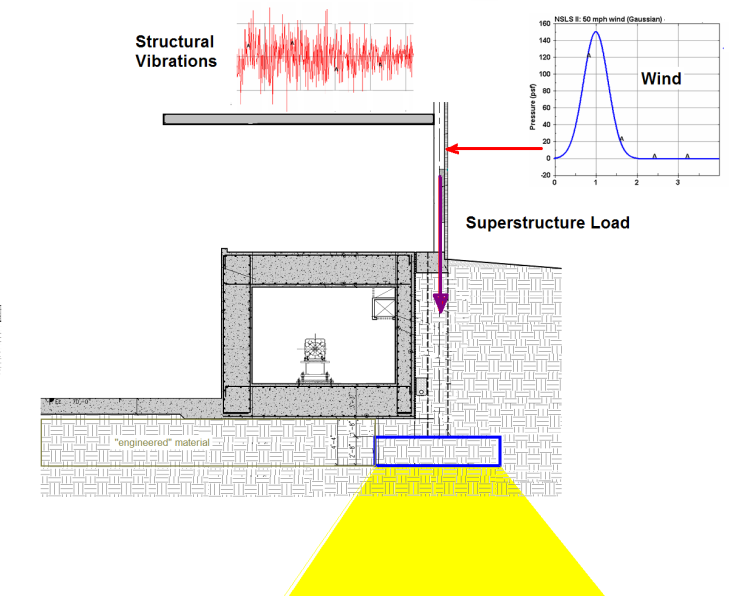 Structural
Vibrations
NSLS II: 50 mph wind (Gaussian)
160
140
120
100
80
60
40
20
0
-20
Pressure (psf)
0
1
2
3
Wind
Superstructure Load
"engineered" material